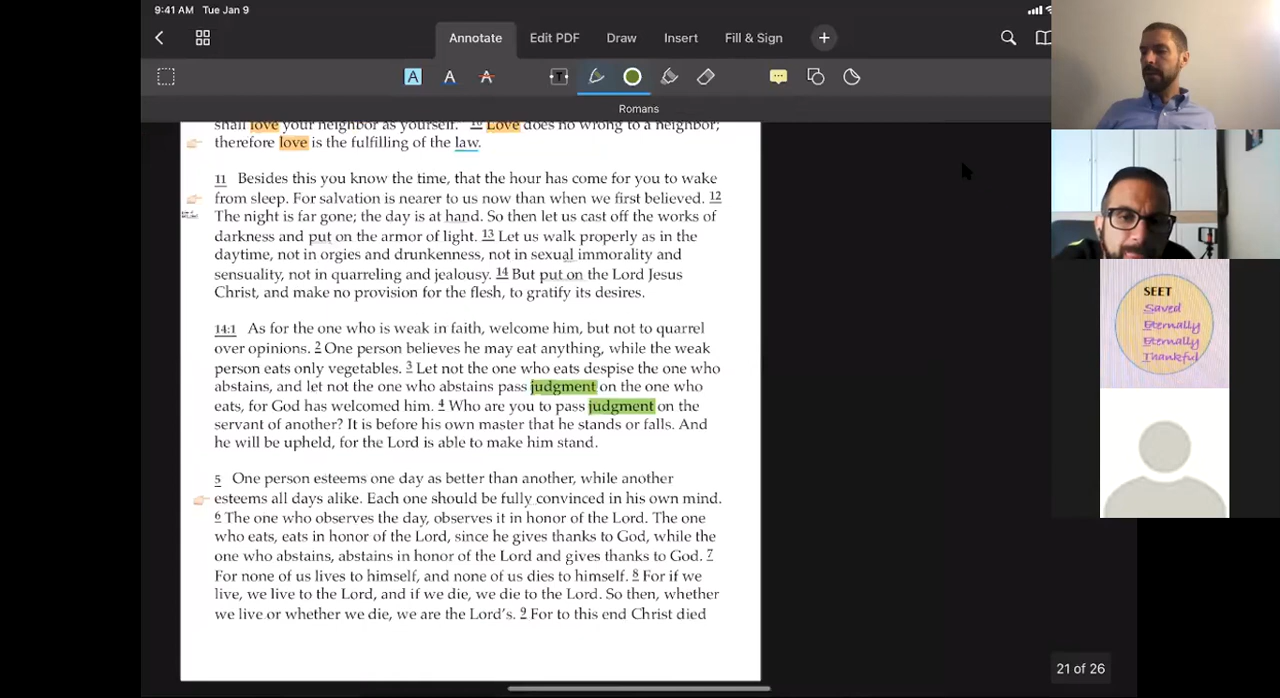 9:41 AM Tue Jan 9
Annotate Edit PDF Draw Insert Fill & Sign
A A A T
Romans
shall love your neighbor as yourself." 10 Love does no wrong to a neighbor;
therefore love is the fulfilling of the law.
11 Besides this you know the time, that the hour has come for you to wake
from sleep. For salvation is nearer to us now than when we first believed. 12
The night is far gone; the day is at hand. So then let us cast off the works of
darkness and put on the armor of light. 13 Let us walk properly as in the
daytime, not in orgies and drunkenness, not in sexual immorality and
sensuality, not in quarreling and jealousy. 14 But put on the Lord Jesus
Christ, and make no provision for the flesh, to gratify its desires.
14:1 As for the one who is weak in faith, welcome him, but not to quarrel
over opinions. 2 One person believes he may eat anything, while the weak
person eats only vegetables. 3 Let not the one who eats despise the one who
abstains, and let not the one who abstains pass judgment on the one who
eats, for God has welcomed him. 4 Who are you to pass judgment on the
servant of another? It is before his own master that he stands or falls. And
he will be upheld, for the Lord is able to make him stand.
5 One person esteems one day as better than another, while another
esteems all days alike. Each one should be fully convinced in his own mind.
6 The one who observes the day, observes it in honor of the Lord. The one
who eats, eats in honor of the Lord, since he gives thanks to God, while the
one who abstains, abstains in honor of the Lord and gives thanks to God. 7
For none of us lives to himself, and none of us dies to himself. 8 For if we
live, we live to the Lord, and if we die, we die to the Lord. So then, whether
we live or whether we die, we are the Lord's. 9 For to this end Christ died
21 of 26
SEET
Saved
Eternally
Eternally
Thankful